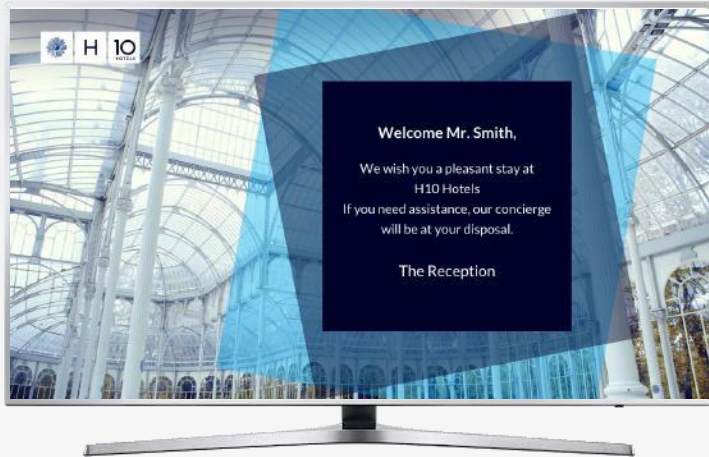 H 10
HOTELS
Welcome Mr. Smith,
We wish you a pleasant stay at
H10 Hotels
If you need assistance, our concierge
will be at your disposal.
The Reception